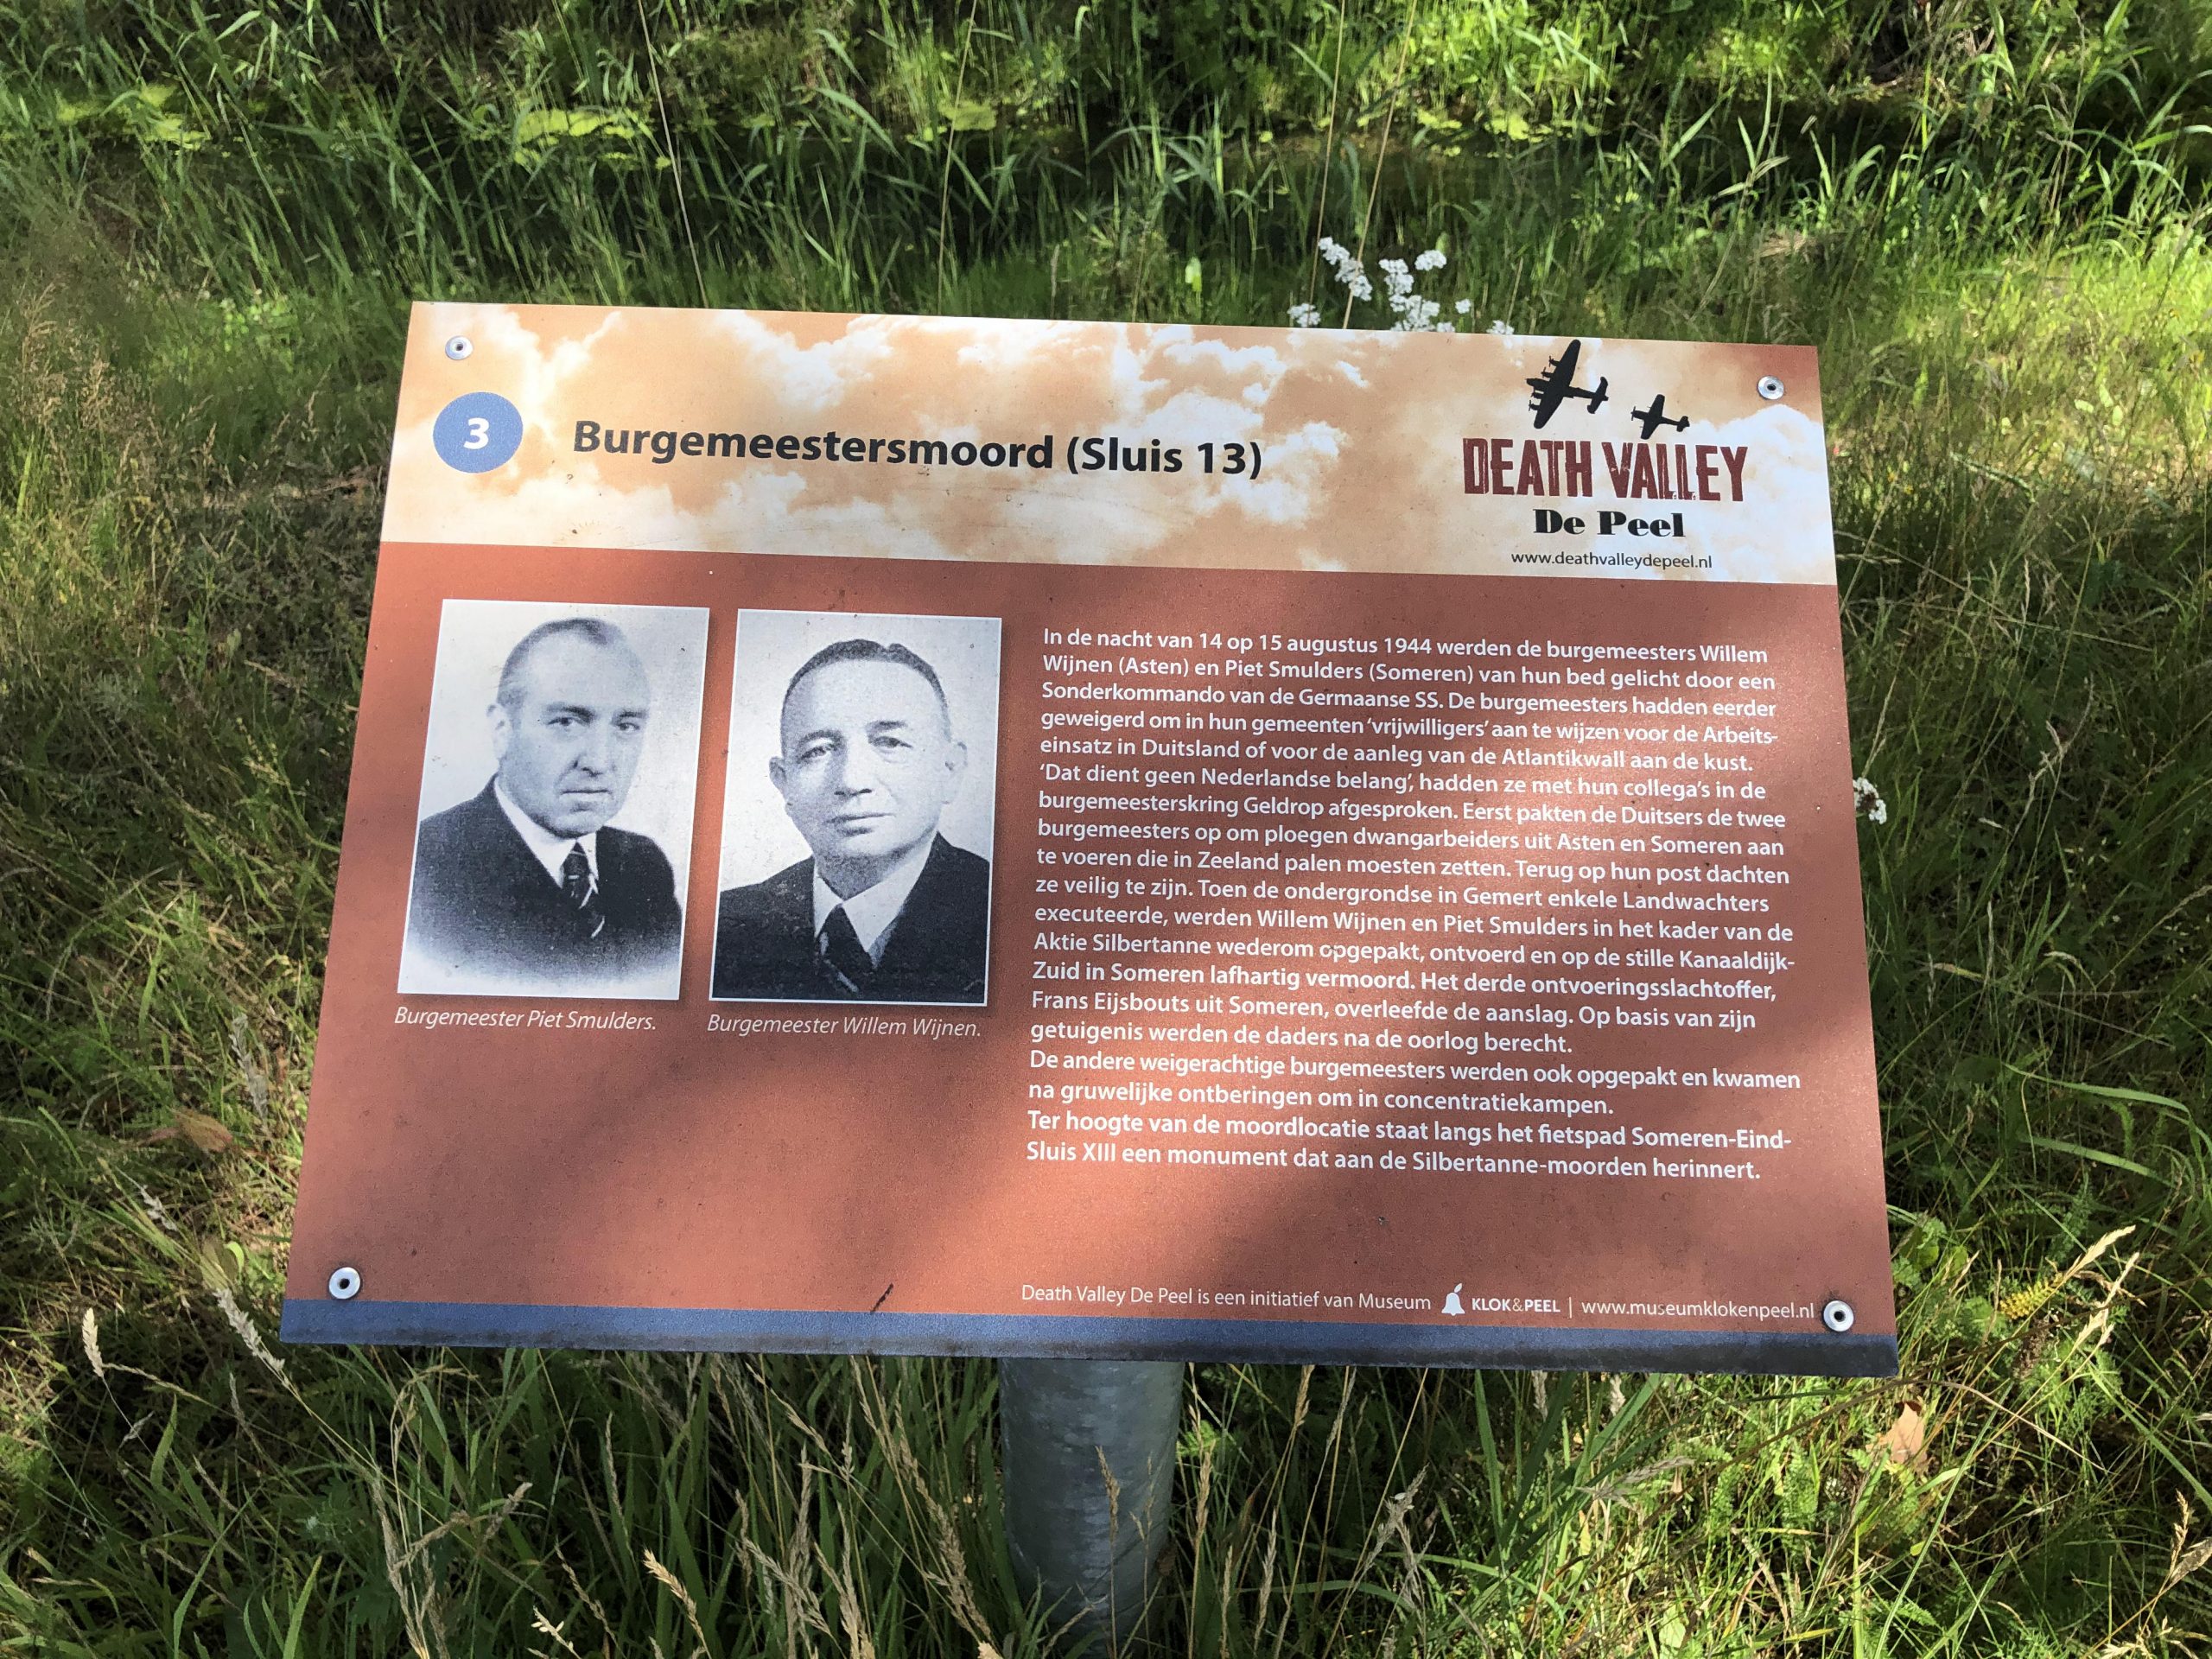 3
Burgemeestersmoord (Sluis 13)
DEATH VALLEY
De Peel
www.deathvalleydepeel.nl
In de nacht van 14 op 15 augustus 1944 werden de burgemeesters Willem
Wijnen (Asten) en Piet Smulders (Someren) van hun bed gelicht door een
Sonderkommando van de Germaanse SS. De burgemeesters hadden eerder
geweigerd om in hun gemeenten ‘vrijwilligers’ aan te wijzen voor de Arbeits-
einsatz in Duitsland of voor de aanleg van de Atlantikwall aan de kust.
‘Dat dient geen Nederlandse belang’, hadden ze met hun collega’s in de
burgemeesterskring Geldrop afgesproken. Eerst pakten de Duitsers de twee
burgemeesters op om ploegen dwangarbeiders uit Asten en Someren aan
te voeren die in Zeeland palen moesten zetten. Terug op hun post dachten
ze veilig te zijn. Toen de ondergrondse in Gemert enkele Landwachters
executeerde, werden Willem Wijnen en Piet Smulders in het kader van de
Aktie Silbertanne wederom opgepakt, ontvoerd en op de stille Kanaaldijk-
Zuid in Someren lafhartig vermoord. Het derde ontvoeringsslachtoffer,
Frans Eijsbouts uit Someren, overleefde de aanslag. Op basis van zijn
getuigenis werden de daders na de oorlog berecht.
De andere weigerachtige burgemeesters werden ook opgepakt en kwamen
na gruwelijke ontberingen om in concentratiekampen.
Ter hoogte van de moordlocatie staat langs het fietspad Someren-Eind-
Sluis XIII een monument dat aan de Silbertanne-moorden herinnert.
Burgemeester Piet Smulders.
Burgemeester Willem Wijnen.
Death Valley De Peel is een initiatief van Museum KLOK&PEEL | www.museumklokenpeel.nl